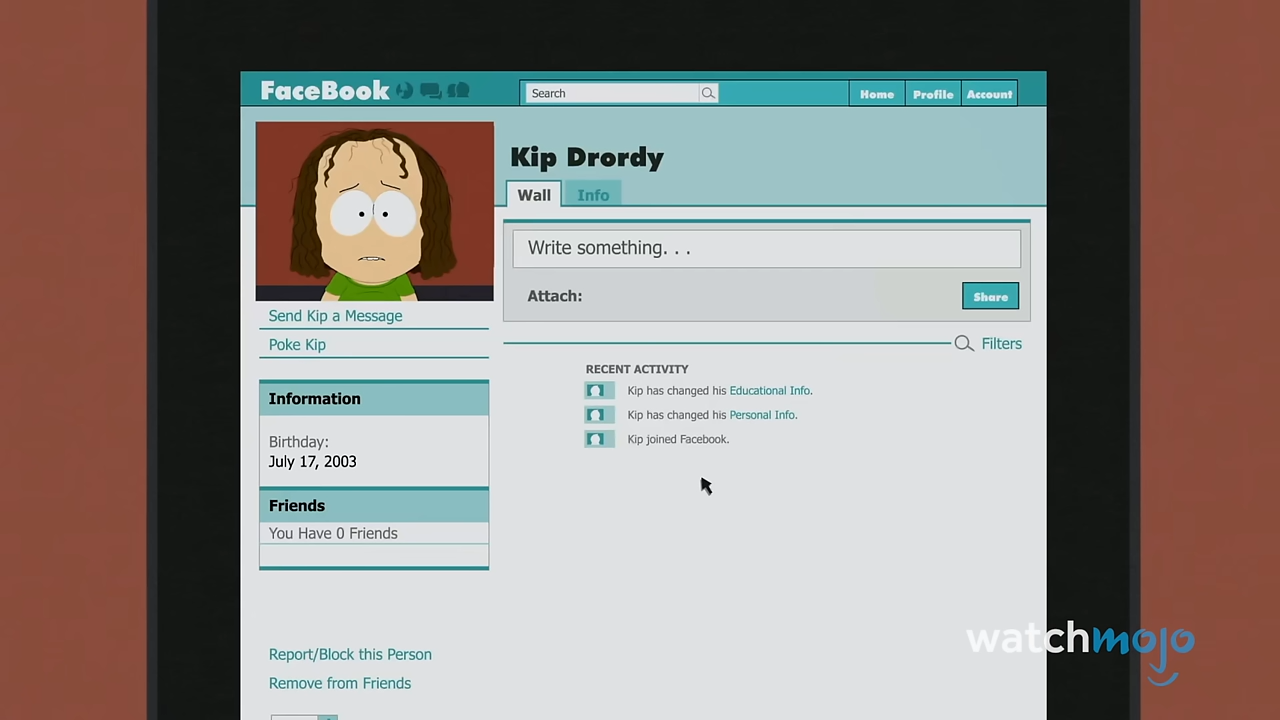 FaceBook
Search
Home
Profile
Account
Kip Drordy
Wall
Info
Write something. . .
Attach:
Share
Send Kip a Message
Poke Kip
Filters
RECENT ACTIVITY
Kip has changed his Educational Info.
Kip has changed his Personal Info.
Kip joined Facebook.
Information
Birthday:
July 17, 2003
Friends
You Have 0 Friends
Report/Block this Person
Remove from Friends
watchmojo